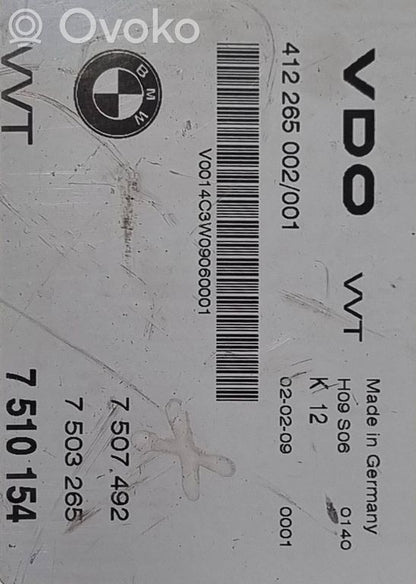 Ovoko
VDO VVT Made in Germany
H09 S06 0140
K 12
412 265 002/001 02-02-09 0001
V0014C3W09060001
BMW
7 507 492
7 503 265
VVT 7 510 154